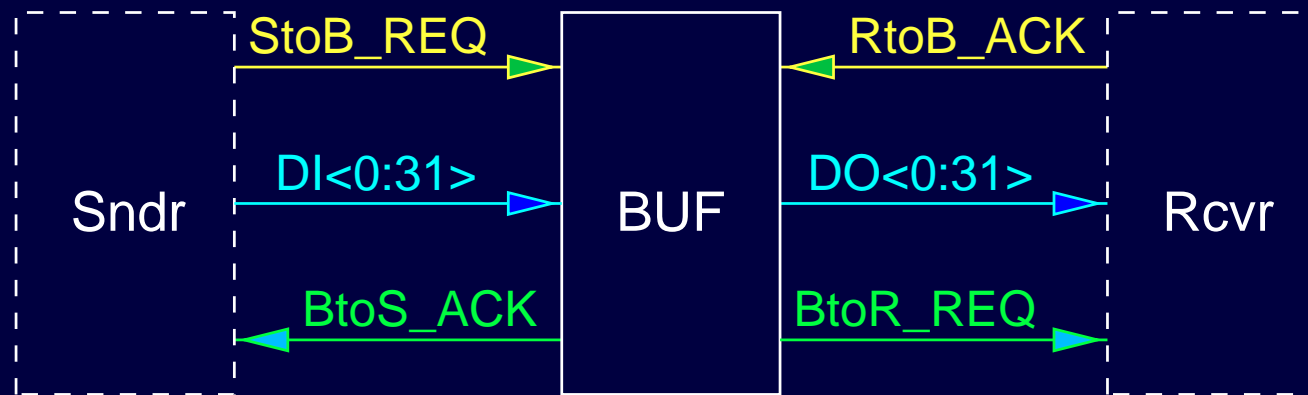 StoB_REQ
RtoB_ACK
DI<0:31>
DO<0:31>
Sndr
BUF
Rcvr
BtoS_ACK
BtoR_REQ